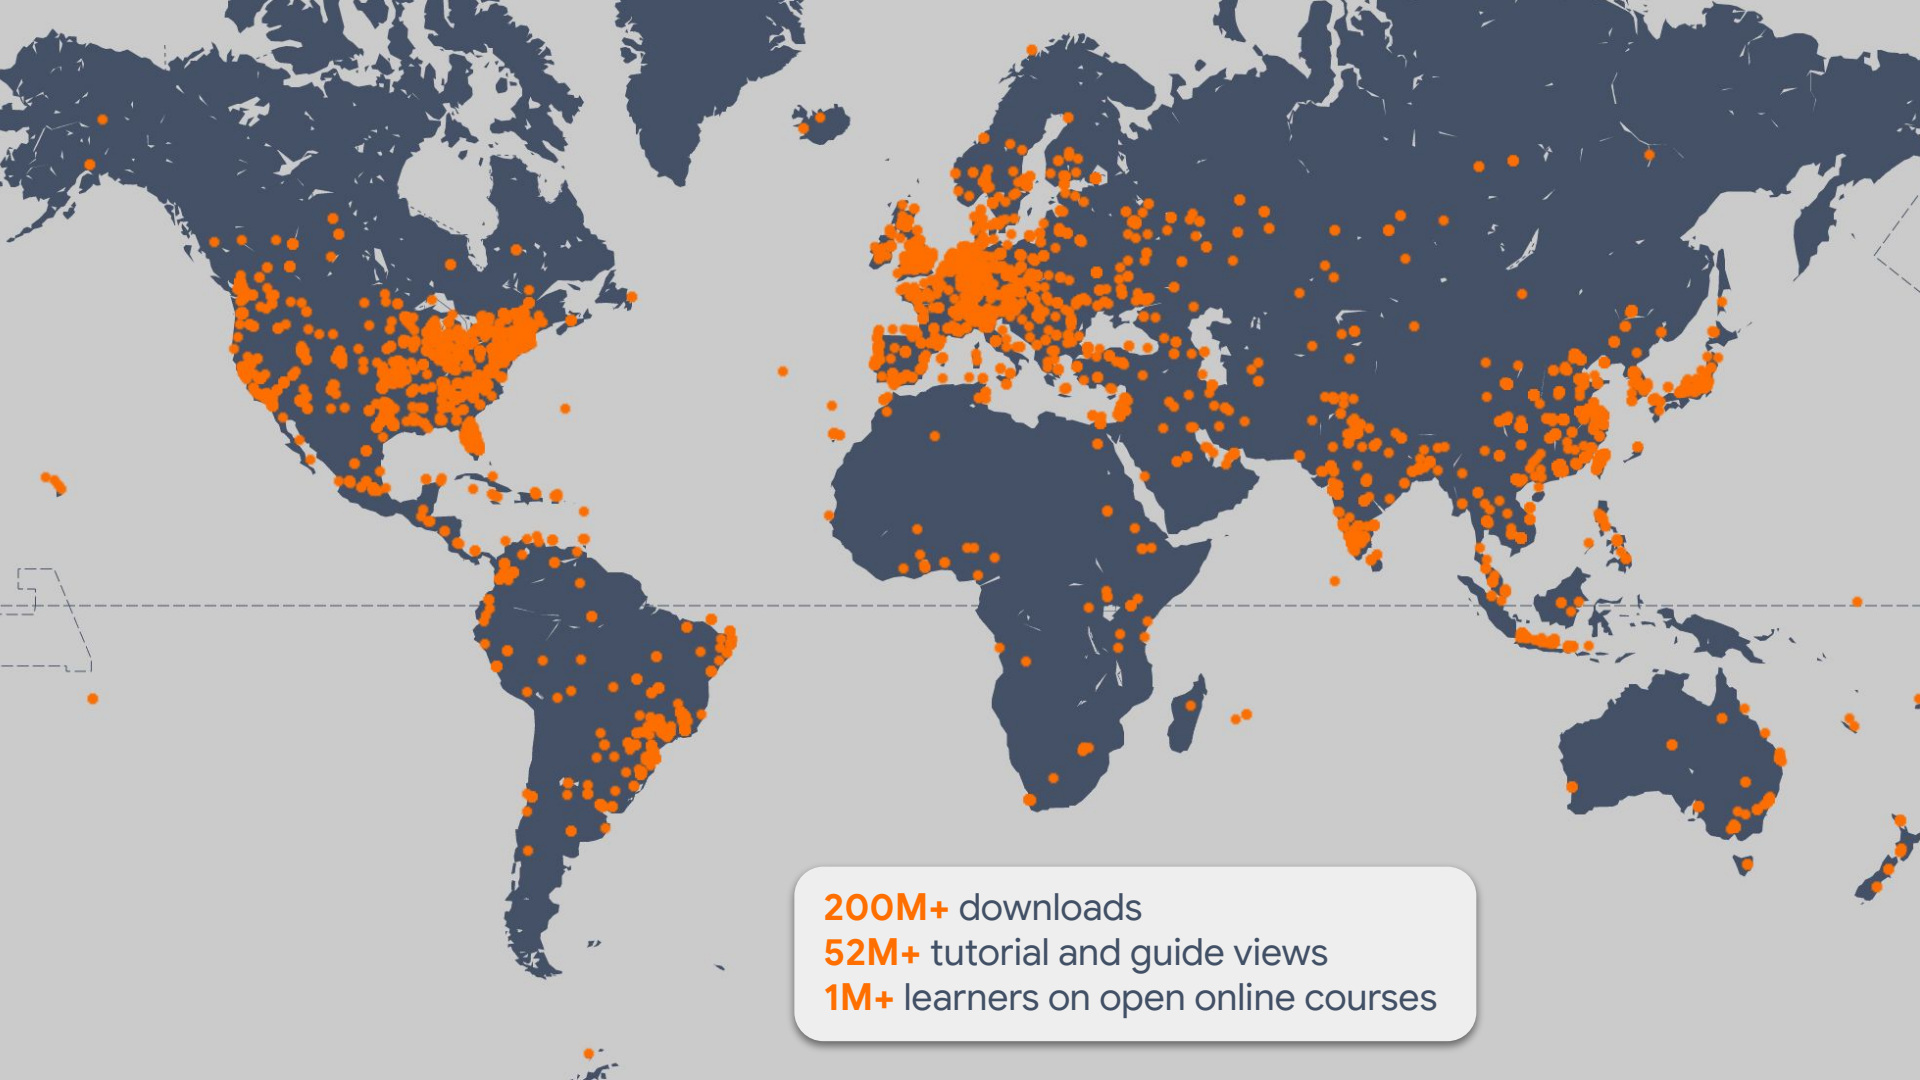 200M+ downloads
52M+ tutorial and guide views
1M+ learners on open online courses